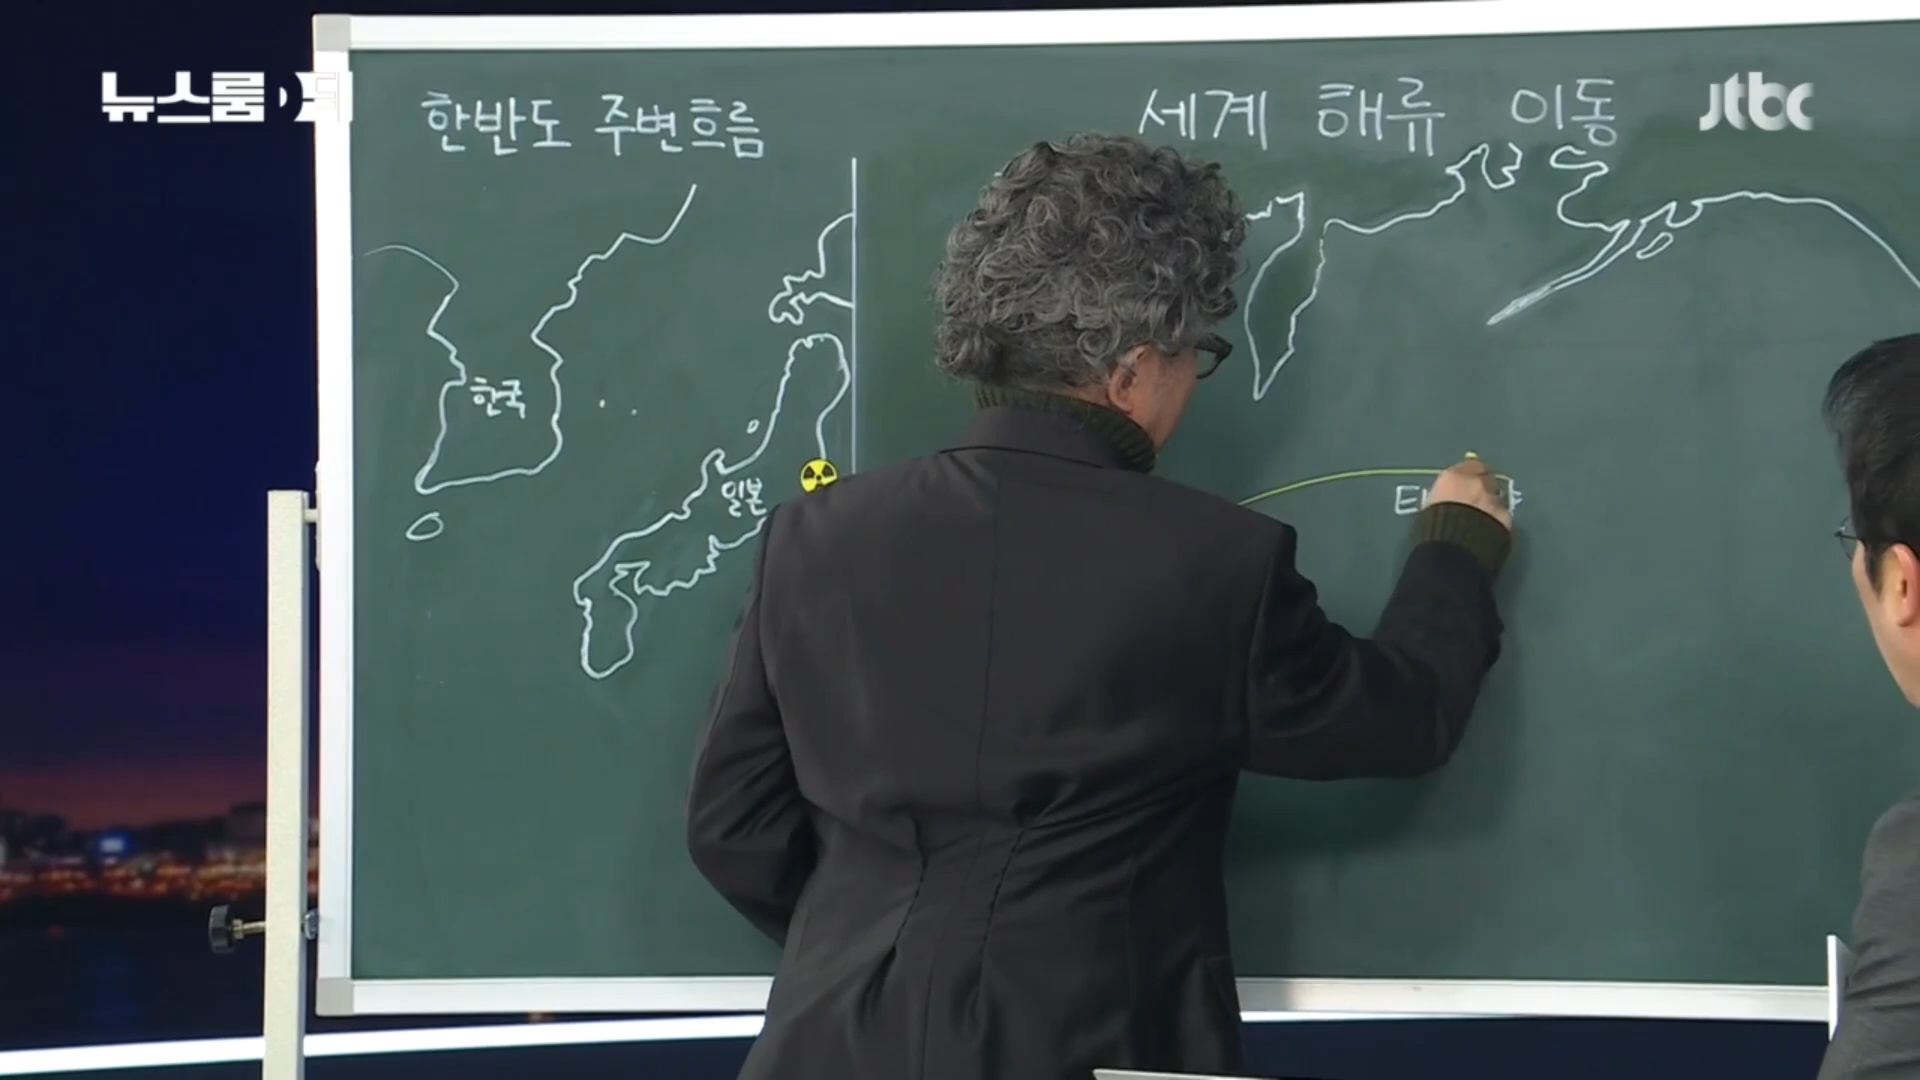 뉴스룸
jtbc
한반도 주변흐름
세계 해류 이동
한국
일본